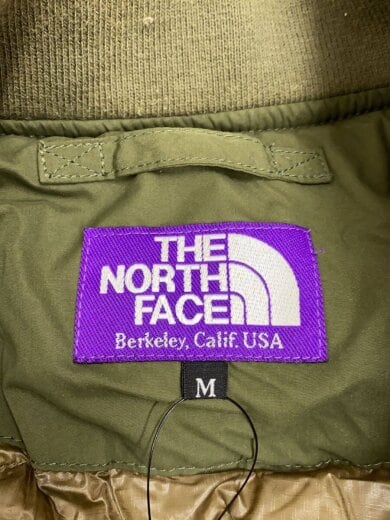 THE
NORTH
FACE
Berkeley, Calif. USA
M